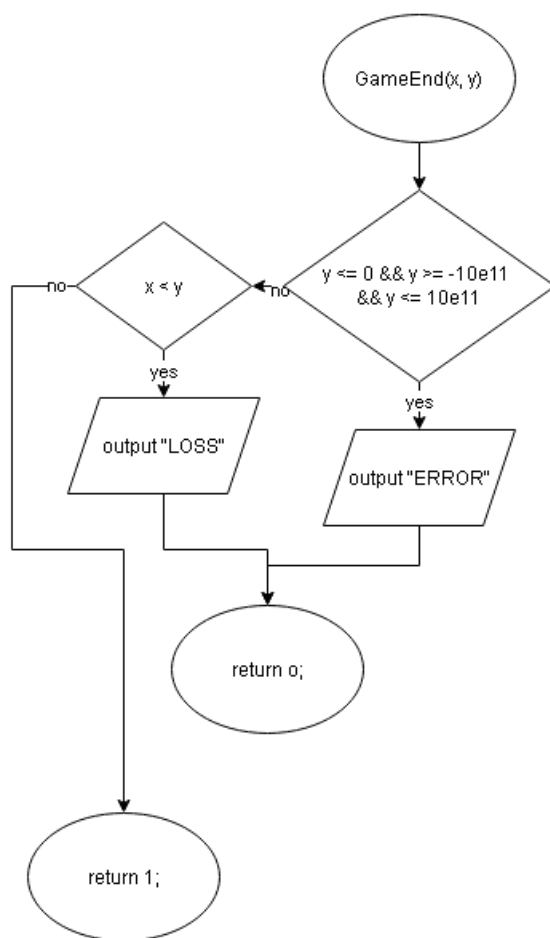 GameEnd(x, y)
y <= 0 && y >= -10e11
&& y <= 10e11
no
x < y
no
yes
yes
output "LOSS"
output "ERROR"
return o;
return 1;